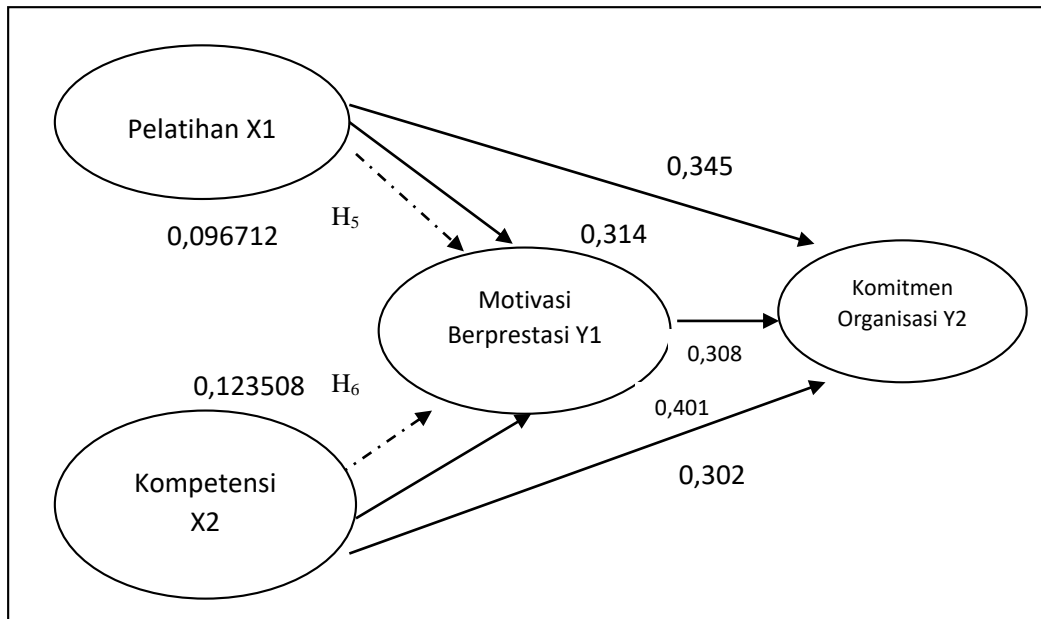 Pelatihan X1
0,345
0,096712
H₅
0,314
Motivasi
Berprestasi Y1
Komitmen
Organisasi Y2
0,308
0,123508
H₆
0,401
0,302
Kompetensi
X2